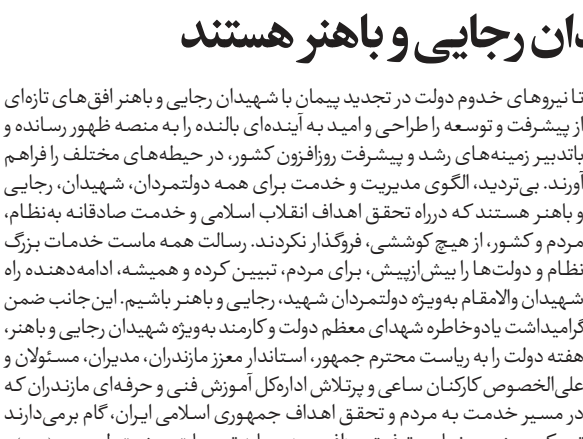 دان رجایی و باهنر هستند
تا نیروهای خدوم دولت در تجدید پیمان با شهیدان رجایی و باهنر افق‌های تازه‌ای
از پیشرفت و توسعه را طراحی و امید به آینده‌ای بالنده را به منصه ظهور رسانده و
باتدبیر زمینه‌های رشد و پیشرفت روزافزون کشور، در حیطه‌های مختلف را فراهم
آورند. بی‌تردید، الگوی مدیریت و خدمت برای همه دولتمردان، شهیدان، رجایی
و باهنر هستند که درراه تحقق اهداف انقلاب اسلامی و خدمت صادقانه به‌نظام،
مردم و کشور، از هیچ کوششی، فروگذار نکردند. رسالت همه ماست خدمات بزرگ
نظام و دولت‌ها را بیش‌ازپیش، برای مردم، تبیین کرده و همیشه، ادامه‌دهنده راه
شهیدان والامقام به‌ویژه دولتمردان شهید، رجایی و باهنر باشیم. این‌جانب ضمن
گرامیداشت یادوخاطره شهدای معظم دولت و کارمند به‌ویژه شهیدان رجایی و باهنر،
هفته دولت را به ریاست محترم جمهور، استاندار معزز مازندران، مدیران، مسئولان و
علی‌الخصوص کارکنان ساعی و پرتلاش اداره‌کل آموزش فنی و حرفه‌ای مازندران که
در مسیر خدمت به مردم و تحقق اهداف جمهوری اسلامی ایران، گام برمی‌دارند